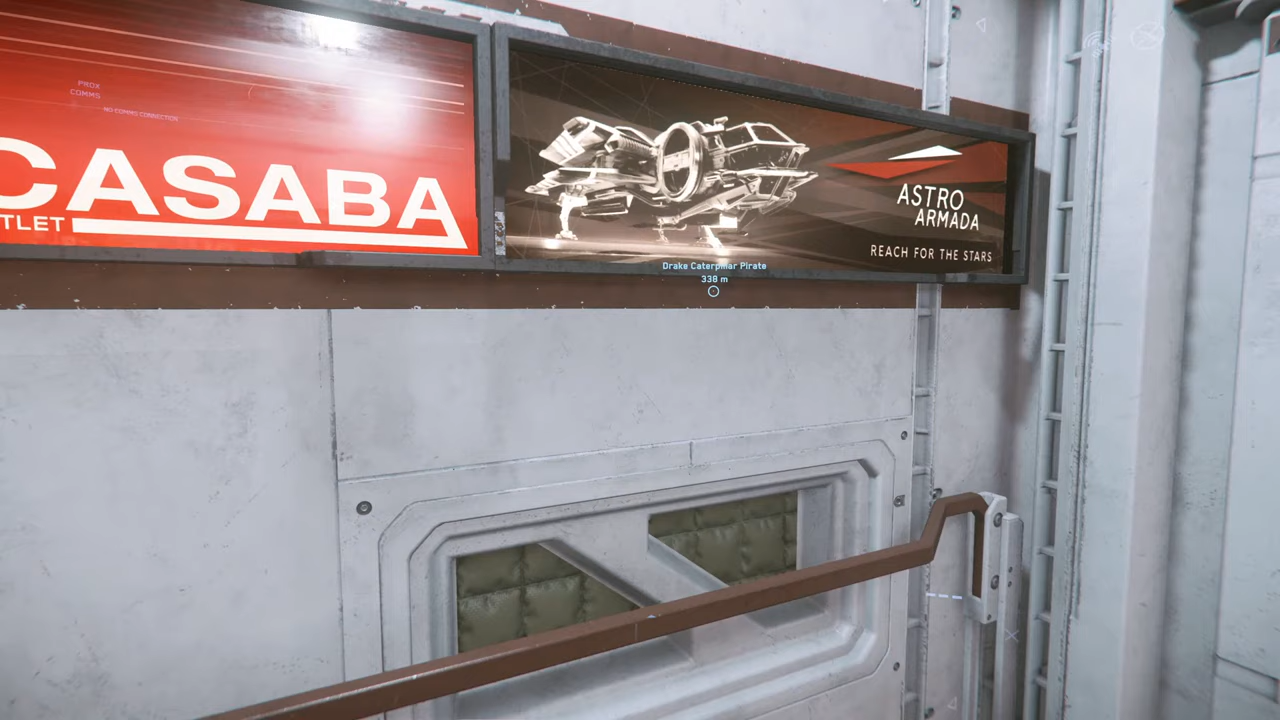 PROX
COMMS
NO COMMS CONNECTION
CASABA
TLET
ASTRO
ARMADA
REACH FOR THE STARS
Drake Caterpillar Pirate
338 m